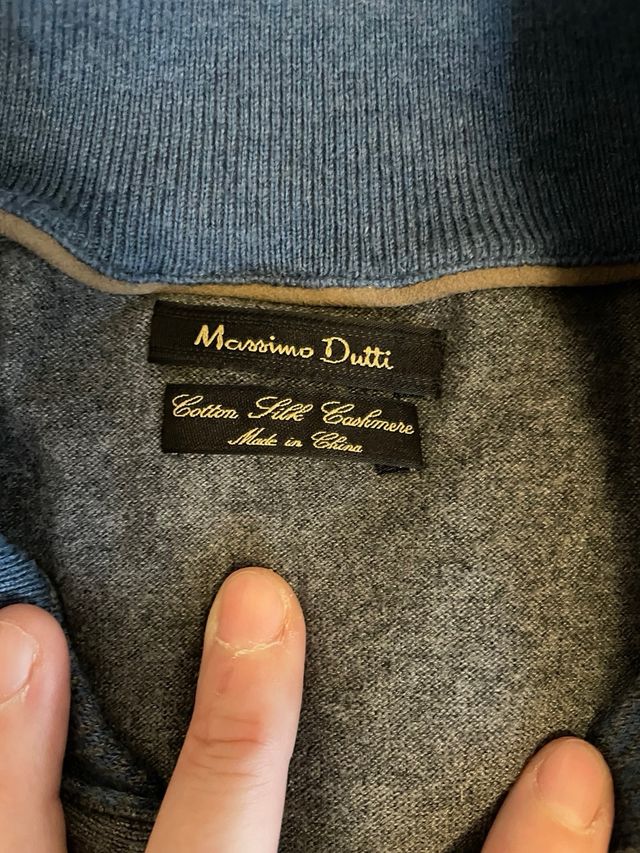 Massimo Dutti
Cotton Silk Cashmere
Made in China